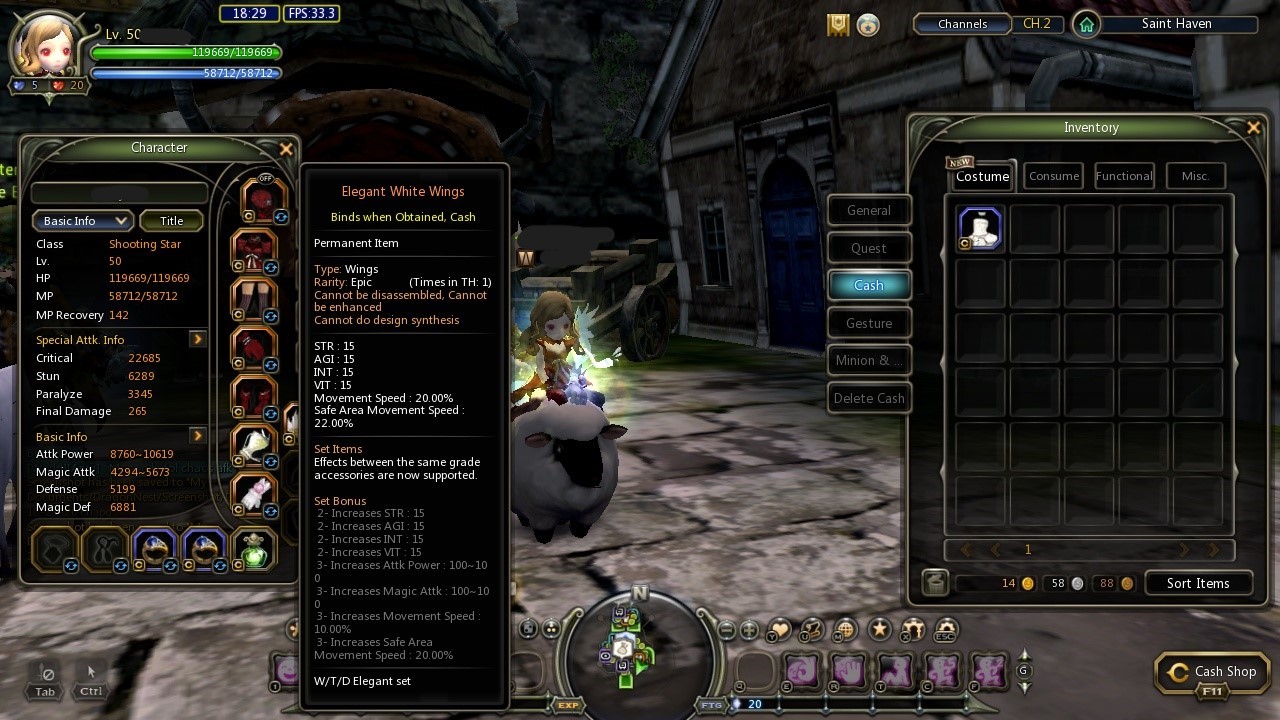 18:29
FPS:33.3
Lv. 50
119669/119669
58712/58712
5
20
Channels
CH.2
Saint Haven
Character
OFF
Basic Info
Title
Class Shooting Star
Lv. 50
HP 119669/119669
MP 58712/58712
MP Recovery 142
Special Attk. Info
Critical 22685
Stun 6289
Paralyze 3345
Final Damage 265
Basic Info
Attk Power 8760~10619
Magic Attk 4294~5673
Defense 5199
Magic Def 6881
Elegant White Wings
Binds when Obtained, Cash
Permanent Item
Type: Wings
Rarity: Epic (Times in TH: 1)
Cannot be disassembled, Cannot
be enhanced
Cannot do design synthesis
STR : 15
AGI : 15
INT : 15
VIT : 15
Movement Speed : 20.00%
Safe Area Movement Speed :
22.00%
Set Items
Effects between the same grade
accessories are now supported.
Set Bonus
2- Increases STR : 15
2- Increases AGI : 15
2- Increases INT : 15
2- Increases VIT : 15
3- Increases Attk Power : 100~10
0
3- Increases Magic Attk : 100~10
0
3- Increases Movement Speed :
10.00%
3- Increases Safe Area
Movement Speed : 20.00%
W/T/D Elegant set
W
General
Quest
Cash
Gesture
Minion & ...
Delete Cash
Inventory
NEW
Costume
Consume
Functional
Misc.
1
14
58
88
Sort Items
N
Y
U
M
X
ESC
1
E
R
T
C
F
G
Tab
Ctrl
EXP
FTG
20
Cash Shop
F11